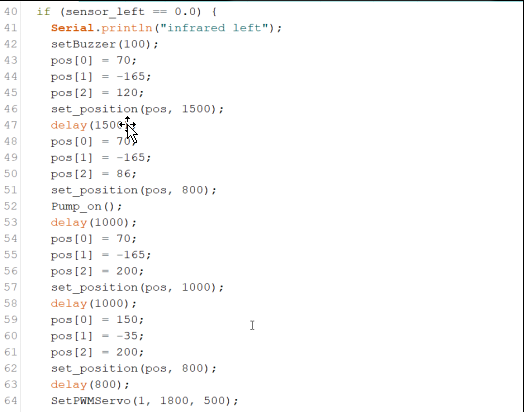 40 if (sensor_left == 0.0) {
41 Serial.println("infrared left");
42 setBuzzer(100);
43 pos[0] = 70;
44 pos[1] = -165;
45 pos[2] = 120;
46 set_position(pos, 1500);
47 delay(1500
48 pos[0] = 70;
49 pos[1] = -165;
50 pos[2] = 86;
51 set_position(pos, 800);
52 Pump_on();
53 delay(1000);
54 pos[0] = 70;
55 pos[1] = -165;
56 pos[2] = 200;
57 set_position(pos, 1000);
58 delay(1000);
59 pos[0] = 150;
60 pos[1] = -35;
61 pos[2] = 200;
62 set_position(pos, 800);
63 delay(800);
64 SetPWMServo(1, 1800, 500);